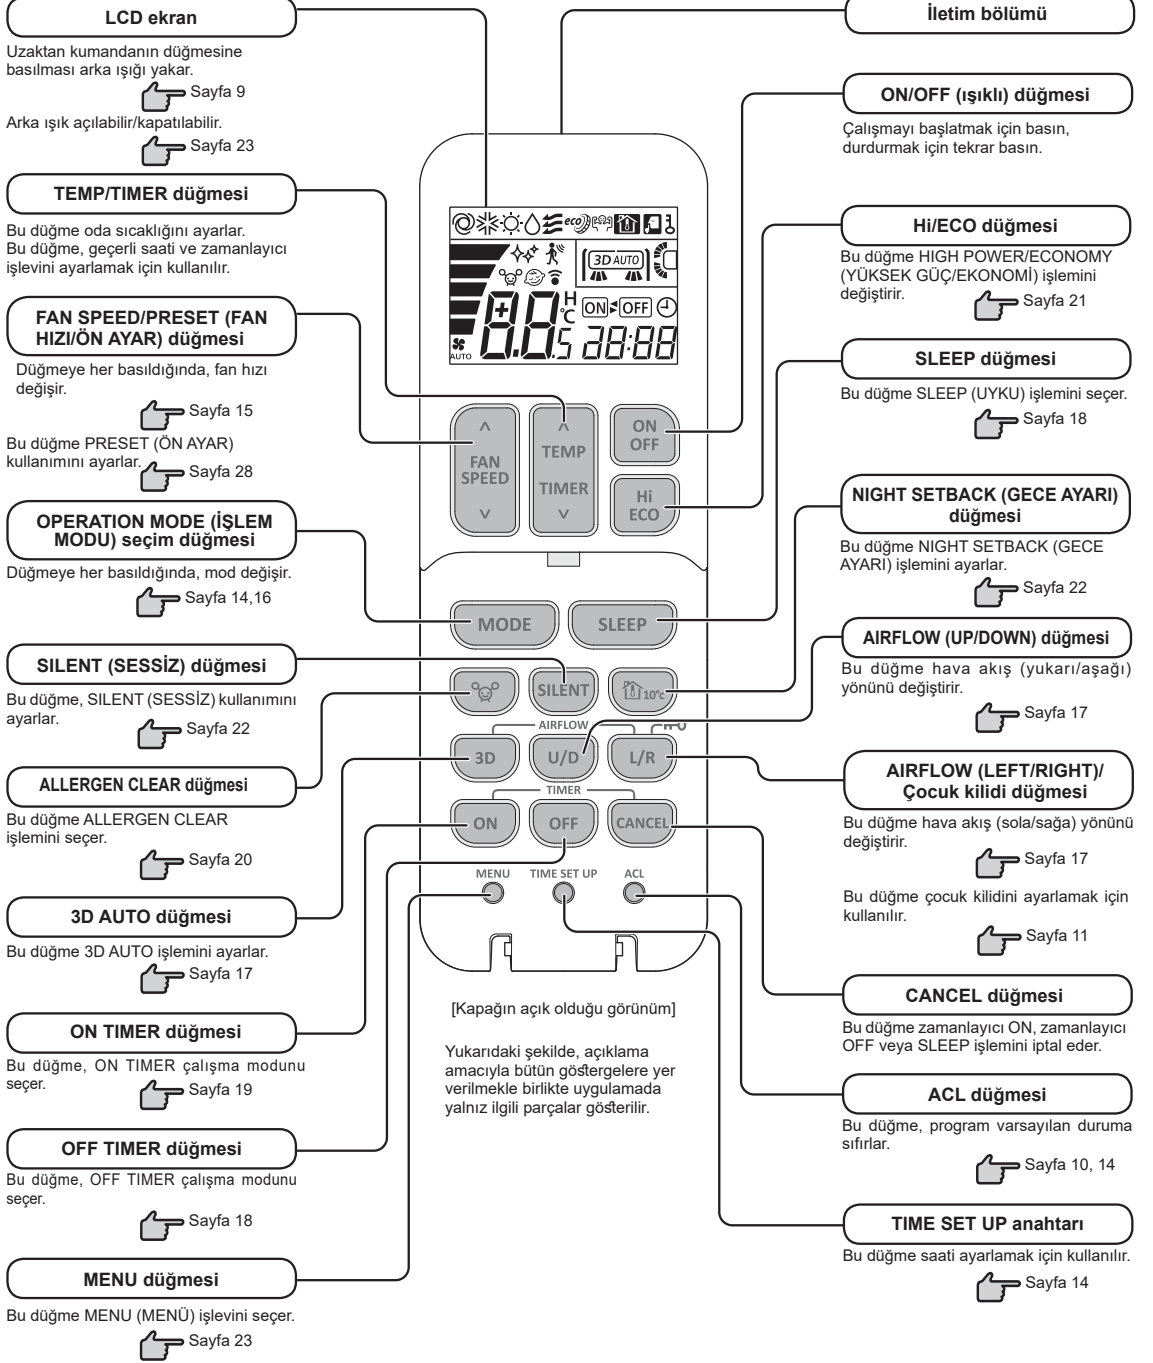 LCD ekran
Uzaktan kumandanın düğmesine
basılması arka ışığı yakar.
Sayfa 9
Arka ışık açılabilir/kapatılabilir.
Sayfa 23
TEMP/TIMER düğmesi
Bu düğme oda sıcaklığını ayarlar.
Bu düğme, geçerli saati ve zamanlayıcı
işlevini ayarlamak için kullanılır.
FAN SPEED/PRESET (FAN
HIZI/ÖN AYAR) düğmesi
Düğmeye her basıldığında, fan hızı
değişir.
Sayfa 15
Bu düğme PRESET (ÖN AYAR)
kullanımını ayarlar.
Sayfa 28
OPERATION MODE (İŞLEM
MODU) seçim düğmesi
Düğmeye her basıldığında, mod değişir.
Sayfa 14,16
SILENT (SESSİZ) düğmesi
Bu düğme, SILENT (SESSİZ) kullanımını
ayarlar.
Sayfa 22
ALLERGEN CLEAR düğmesi
Bu düğme ALLERGEN CLEAR
işlemini seçer.
Sayfa 20
3D AUTO düğmesi
Bu düğme 3D AUTO işlemini ayarlar.
Sayfa 17
ON TIMER düğmesi
Bu düğme, ON TIMER çalışma modunu
seçer.
Sayfa 19
OFF TIMER düğmesi
Bu düğme, OFF TIMER çalışma modunu
seçer.
Sayfa 18
MENU düğmesi
Bu düğme MENU (MENÜ) işlevini seçer.
Sayfa 23
eco
3D AUTO
H
°C
ON OFF
AUTO
8.8.5 28:88
FAN
SPEED
TEMP
TIMER
ON
OFF
Hi
ECO
MODE
SLEEP
SILENT
10°c
AIRFLOW
3D
U/D
L/R
TIMER
ON
OFF
CANCEL
MENU
TIME SET UP
ACL
[Kapağın açık olduğu görünüm]
Yukarıdaki şekilde, açıklama
amacıyla bütün göstergelere yer
verilmekle birlikte uygulamada
yalnız ilgili parçalar gösterilir.
İletim bölümü
ON/OFF (ışıklı) düğmesi
Çalışmayı başlatmak için basın,
durdurmak için tekrar basın.
Hi/ECO düğmesi
Bu düğme HIGH POWER/ECONOMY
(YÜKSEK GÜÇ/EKONOMİ) işlemini
değiştirir.
Sayfa 21
SLEEP düğmesi
Bu düğme SLEEP (UYKU) işlemini seçer.
Sayfa 18
NIGHT SETBACK (GECE AYARI)
düğmesi
Bu düğme NIGHT SETBACK (GECE
AYARI) işlemini ayarlar.
Sayfa 22
AIRFLOW (UP/DOWN) düğmesi
Bu düğme hava akış (yukarı/aşağı)
yönünü değiştirir.
Sayfa 17
AIRFLOW (LEFT/RIGHT)/
Çocuk kilidi düğmesi
Bu düğme hava akış (sola/sağa) yönünü
değiştirir.
Sayfa 17
Bu düğme çocuk kilidini ayarlamak için
kullanılır.
Sayfa 11
CANCEL düğmesi
Bu düğme zamanlayıcı ON, zamanlayıcı
OFF veya SLEEP işlemini iptal eder.
ACL düğmesi
Bu düğme, program varsayılan duruma
sıfırlar.
Sayfa 10, 14
TIME SET UP anahtarı
Bu düğme saati ayarlamak için kullanılır.
Sayfa 14